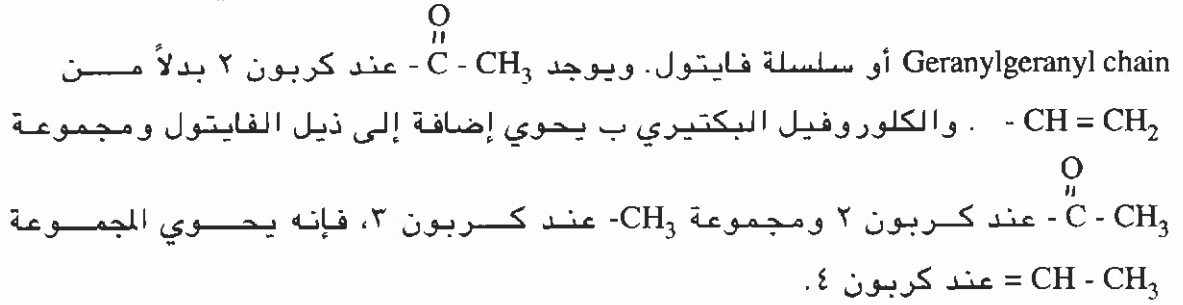 O
"
Geranylgeranyl chain أو سلسلة فايتول. ويوجد - C - CH₃ عند كربون ٢ بدلاً من
- CH = CH₂ . والكلوروفيل البكتيري ب يحوي إضافة إلى ذيل الفايتول ومجموعة
O
"
- C - CH₃ عند كربون ٢ ومجموعة CH₃- عند كربون ٣، فإنه يحوي المجموعة
= CH - CH₃ عند كربون ٤.